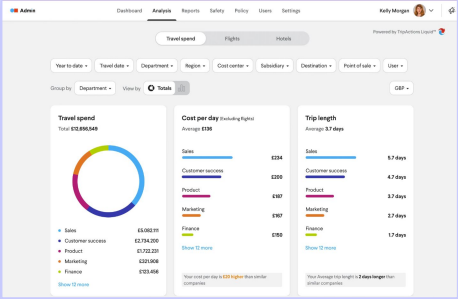 Admin
Dashboard Analysis Reports Safety Policy Users Settings
Kelly Morgan
Travel spend Flights Hotels
Powered by TripActions Liquid™
Year to date Travel date Department Region Cost center Subsidiary Destination Point of sale User
Group by Department View by Totals
GBP
Travel spend
Total £12,656,549
Sales £5,082,111
Customer success £2,734,200
Product £1,722,231
Marketing £321,908
Finance £123,456
Show 12 more
Cost per day (Excluding flights)
Average £136
Sales
£234
Customer success
£200
Product
£187
Marketing
£167
Finance
£150
Show 12 more
Your cost per day is £35 higher than similar
companies
Trip length
Average 3.7 days
Sales
5.7 days
Customer success
4.7 days
Product
3.7 days
Marketing
2.7 days
Finance
1.7 days
Show 12 more
Your Average trip lenght is 2 days longer than
similar companies